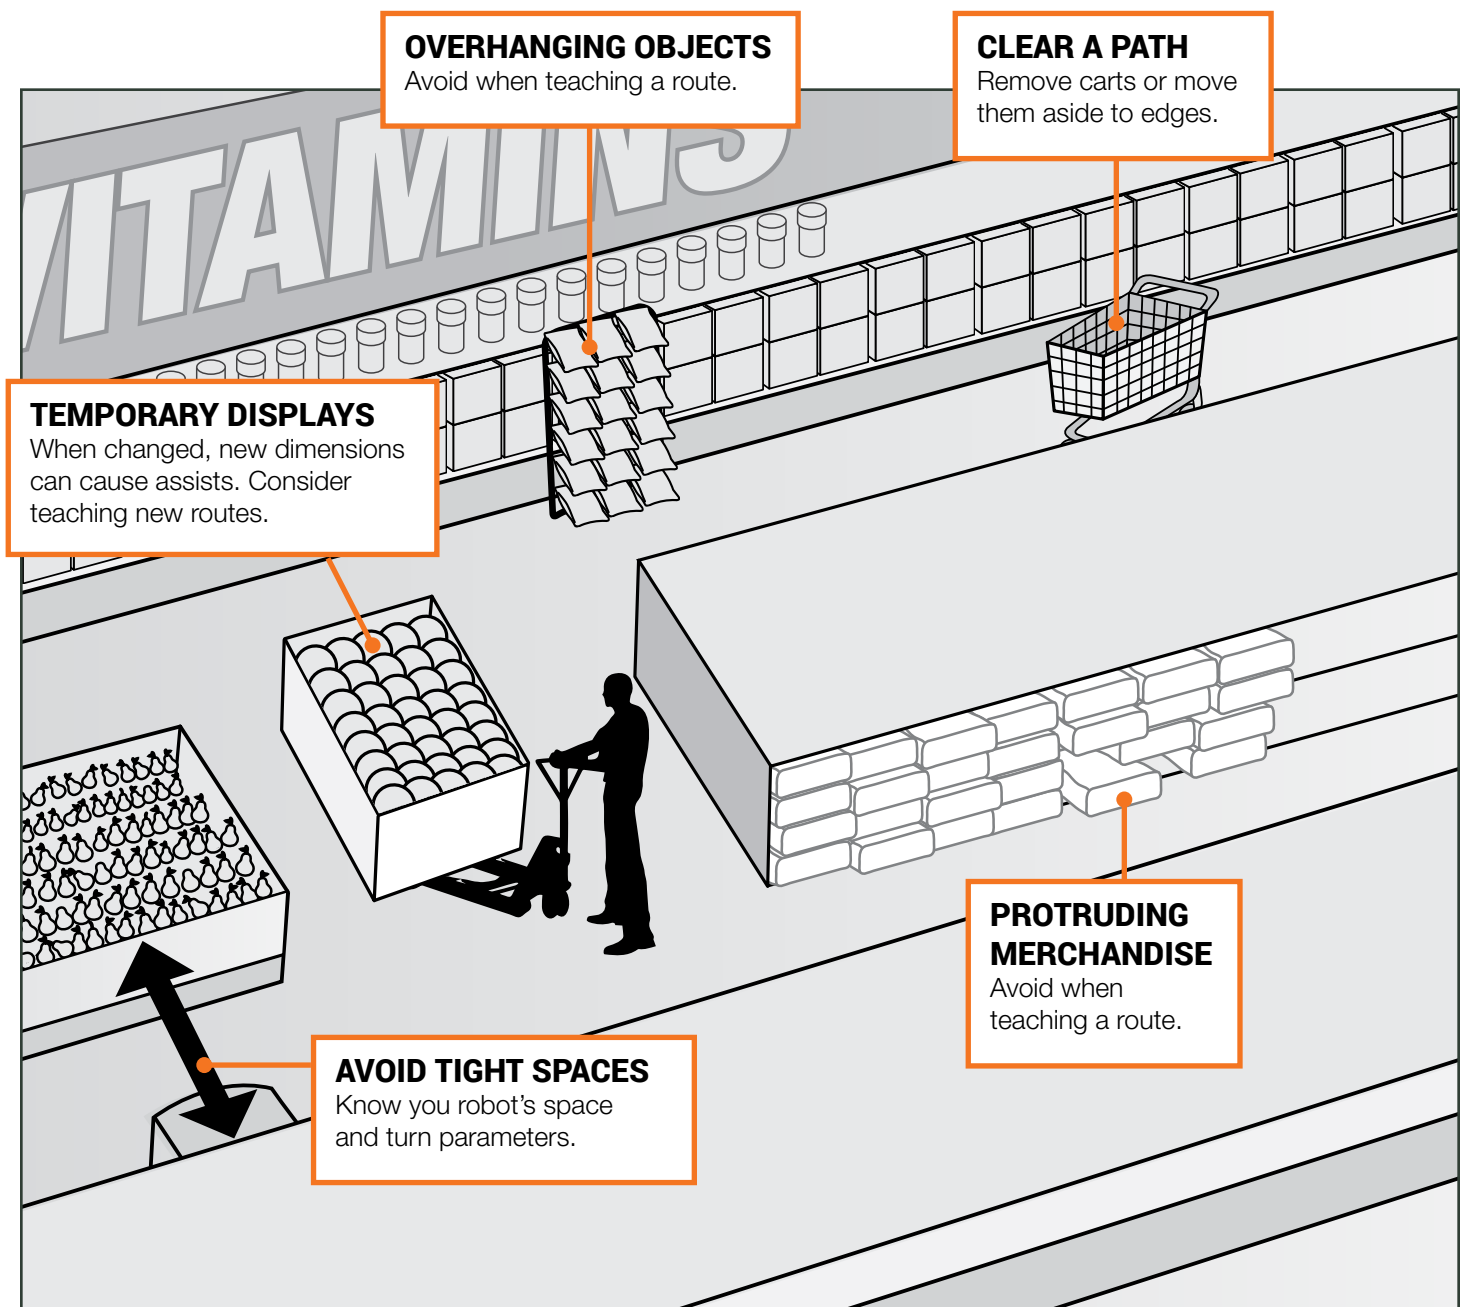 OVERHANGING OBJECTS
Avoid when teaching a route.
CLEAR A PATH
Remove carts or move
them aside to edges.
VITAMINS
TEMPORARY DISPLAYS
When changed, new dimensions
can cause assists. Consider
teaching new routes.
PROTRUDING
MERCHANDISE
Avoid when
teaching a route.
AVOID TIGHT SPACES
Know you robot's space
and turn parameters.